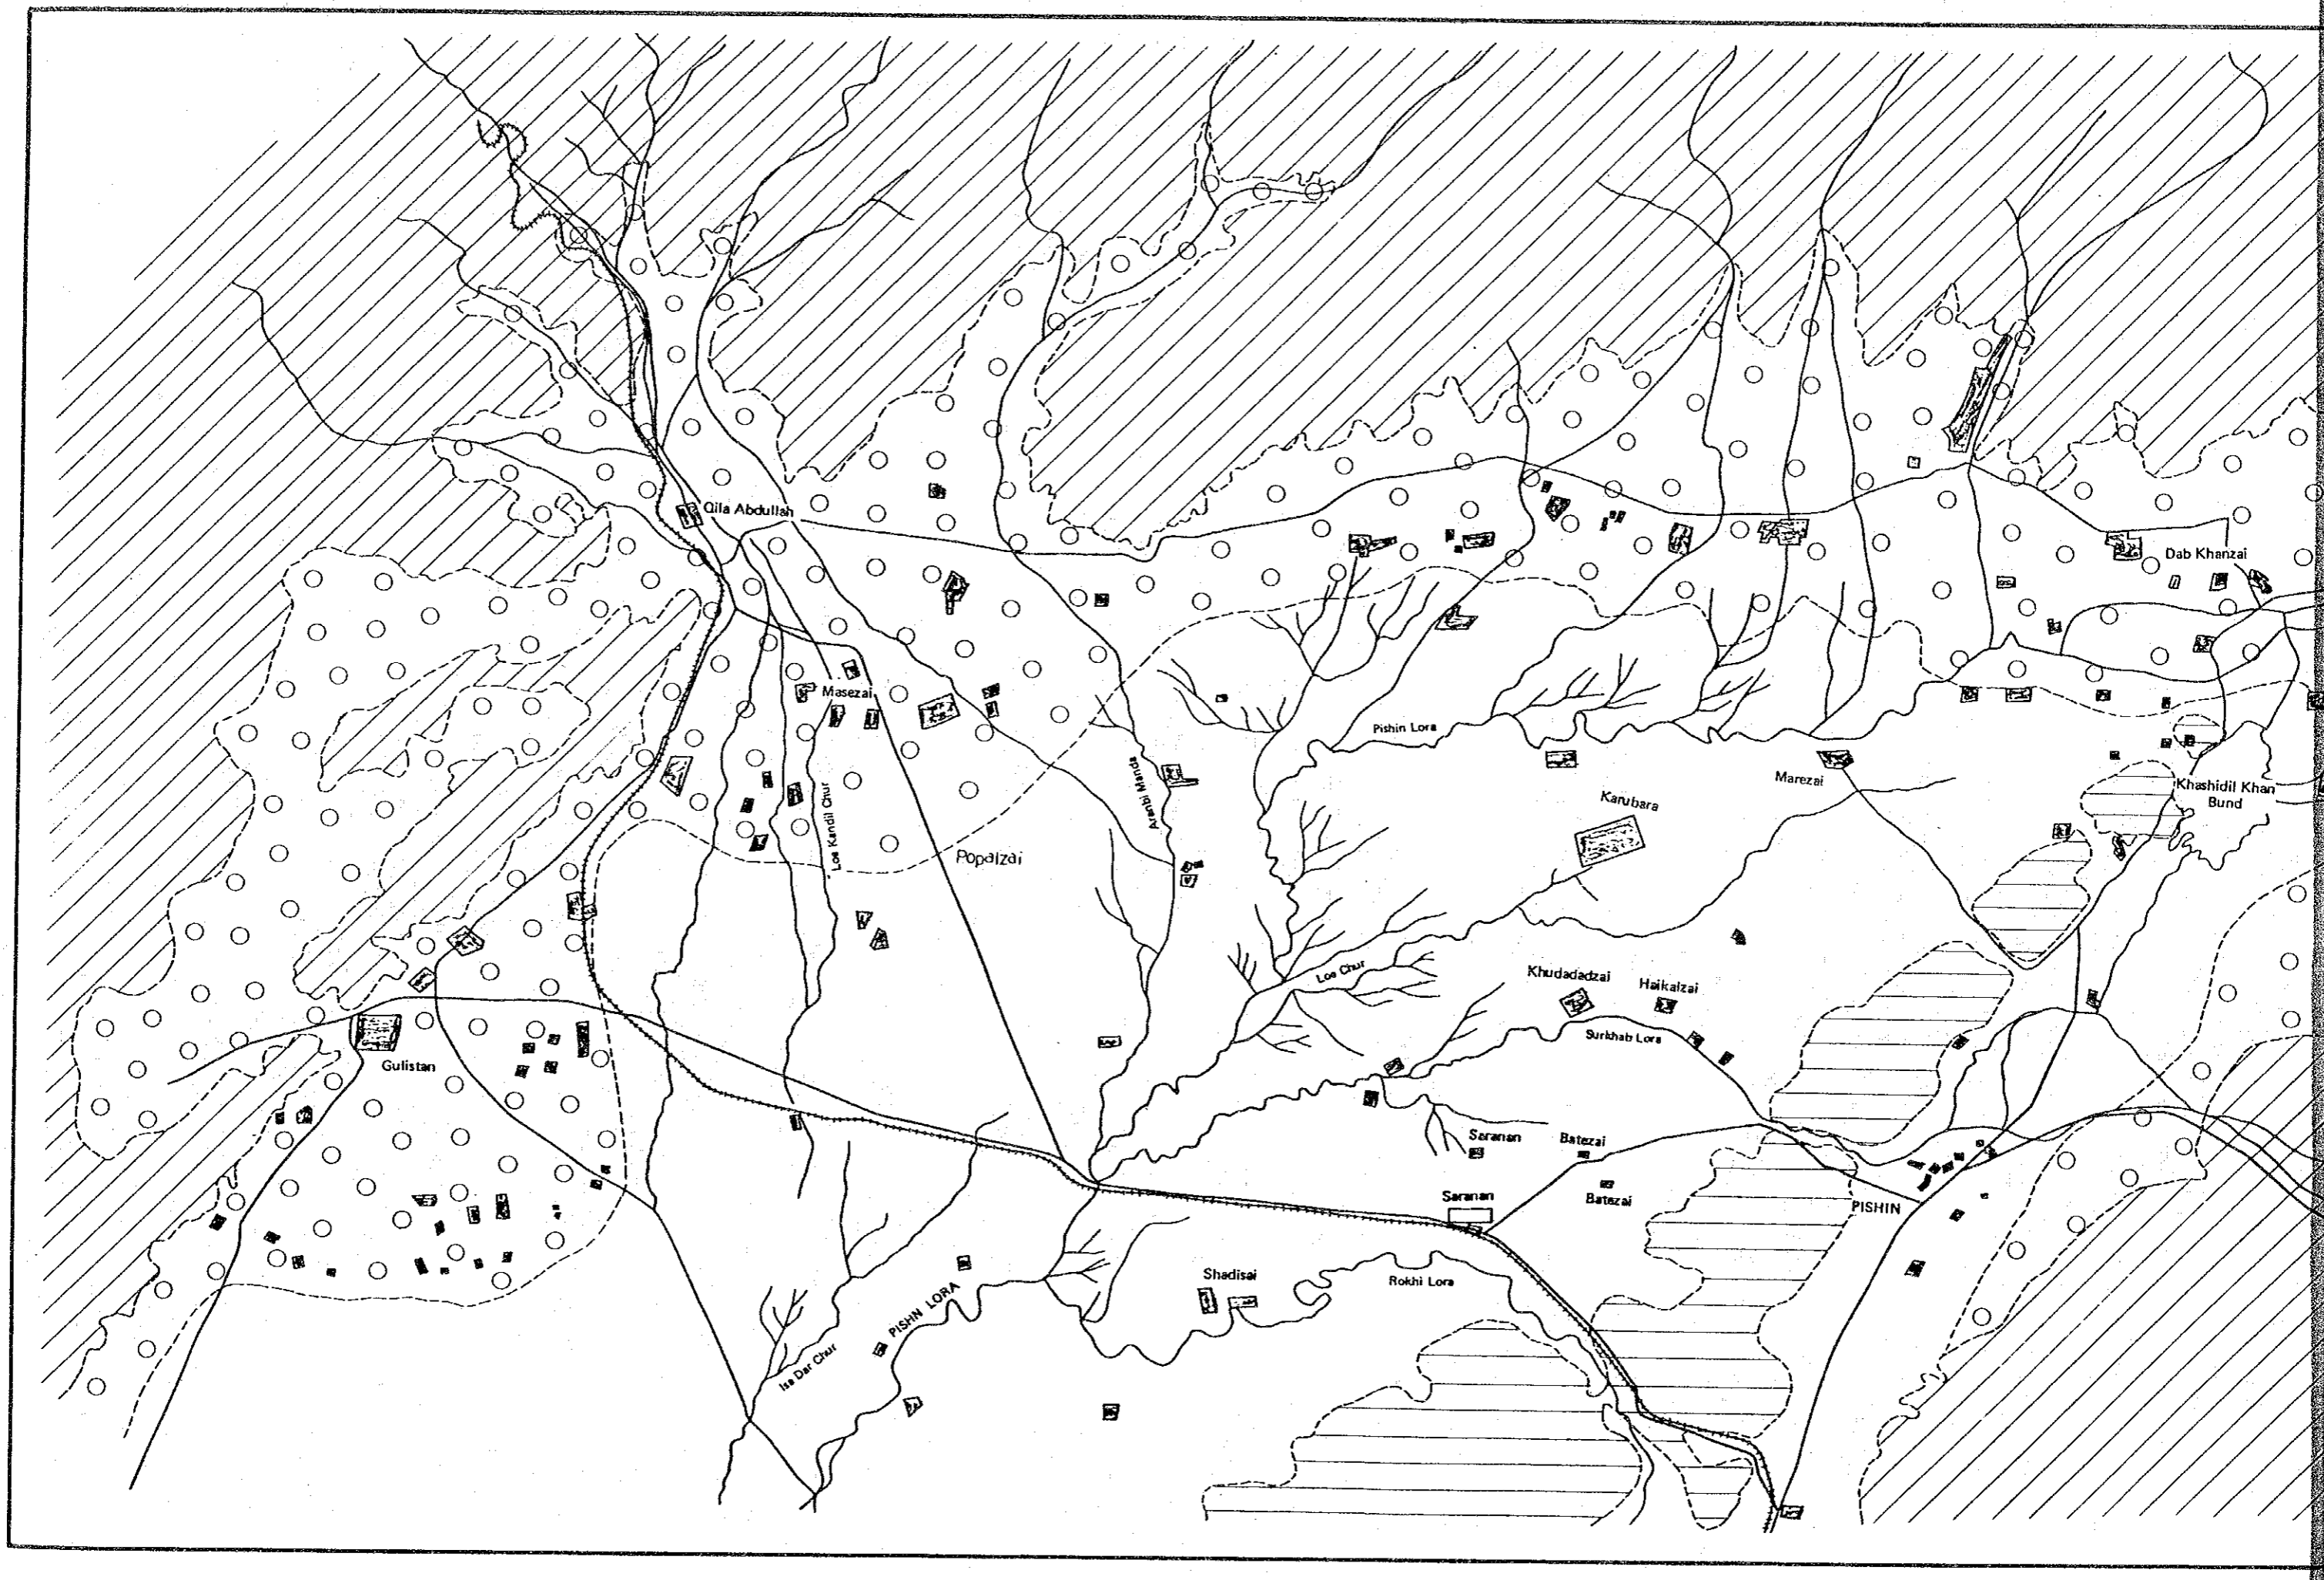 Qila Abdullah
Dab Khanzai
Masezai
Pishin Lora
Marezai
Khashidil Khan
Bund
Karubara
Arambi Manda
Loe Kandil Chur
Popalzai
Loe Chur
Khudadadzai
Haikalzai
Surkhab Lora
Gulistan
Saranan
Batezai
Saranan
Batezai
PISHIN
Shadisai
Rokhi Lora
PISHN LORA
Isa Dar Chur